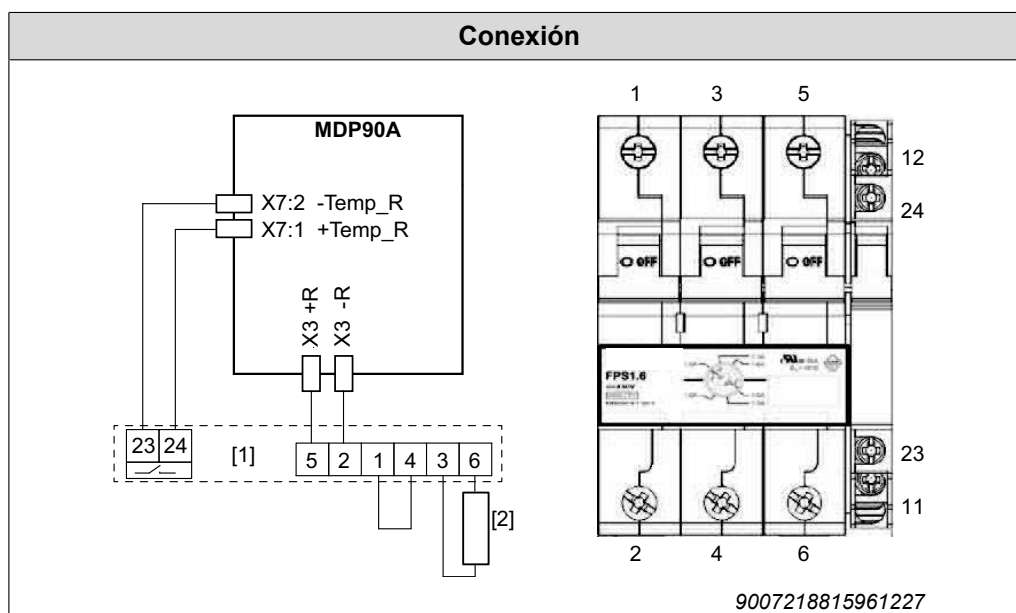 Conexión
MDP90A
X7:2 -Temp_R
X7:1 +Temp_R
X3 +R
X3 -R
23 24
[1]
5 2 1 4 3 6
[2]
1 3 5
12
24
OFF OFF OFF
FPS1.6
23
11
2 4 6
9007218815961227